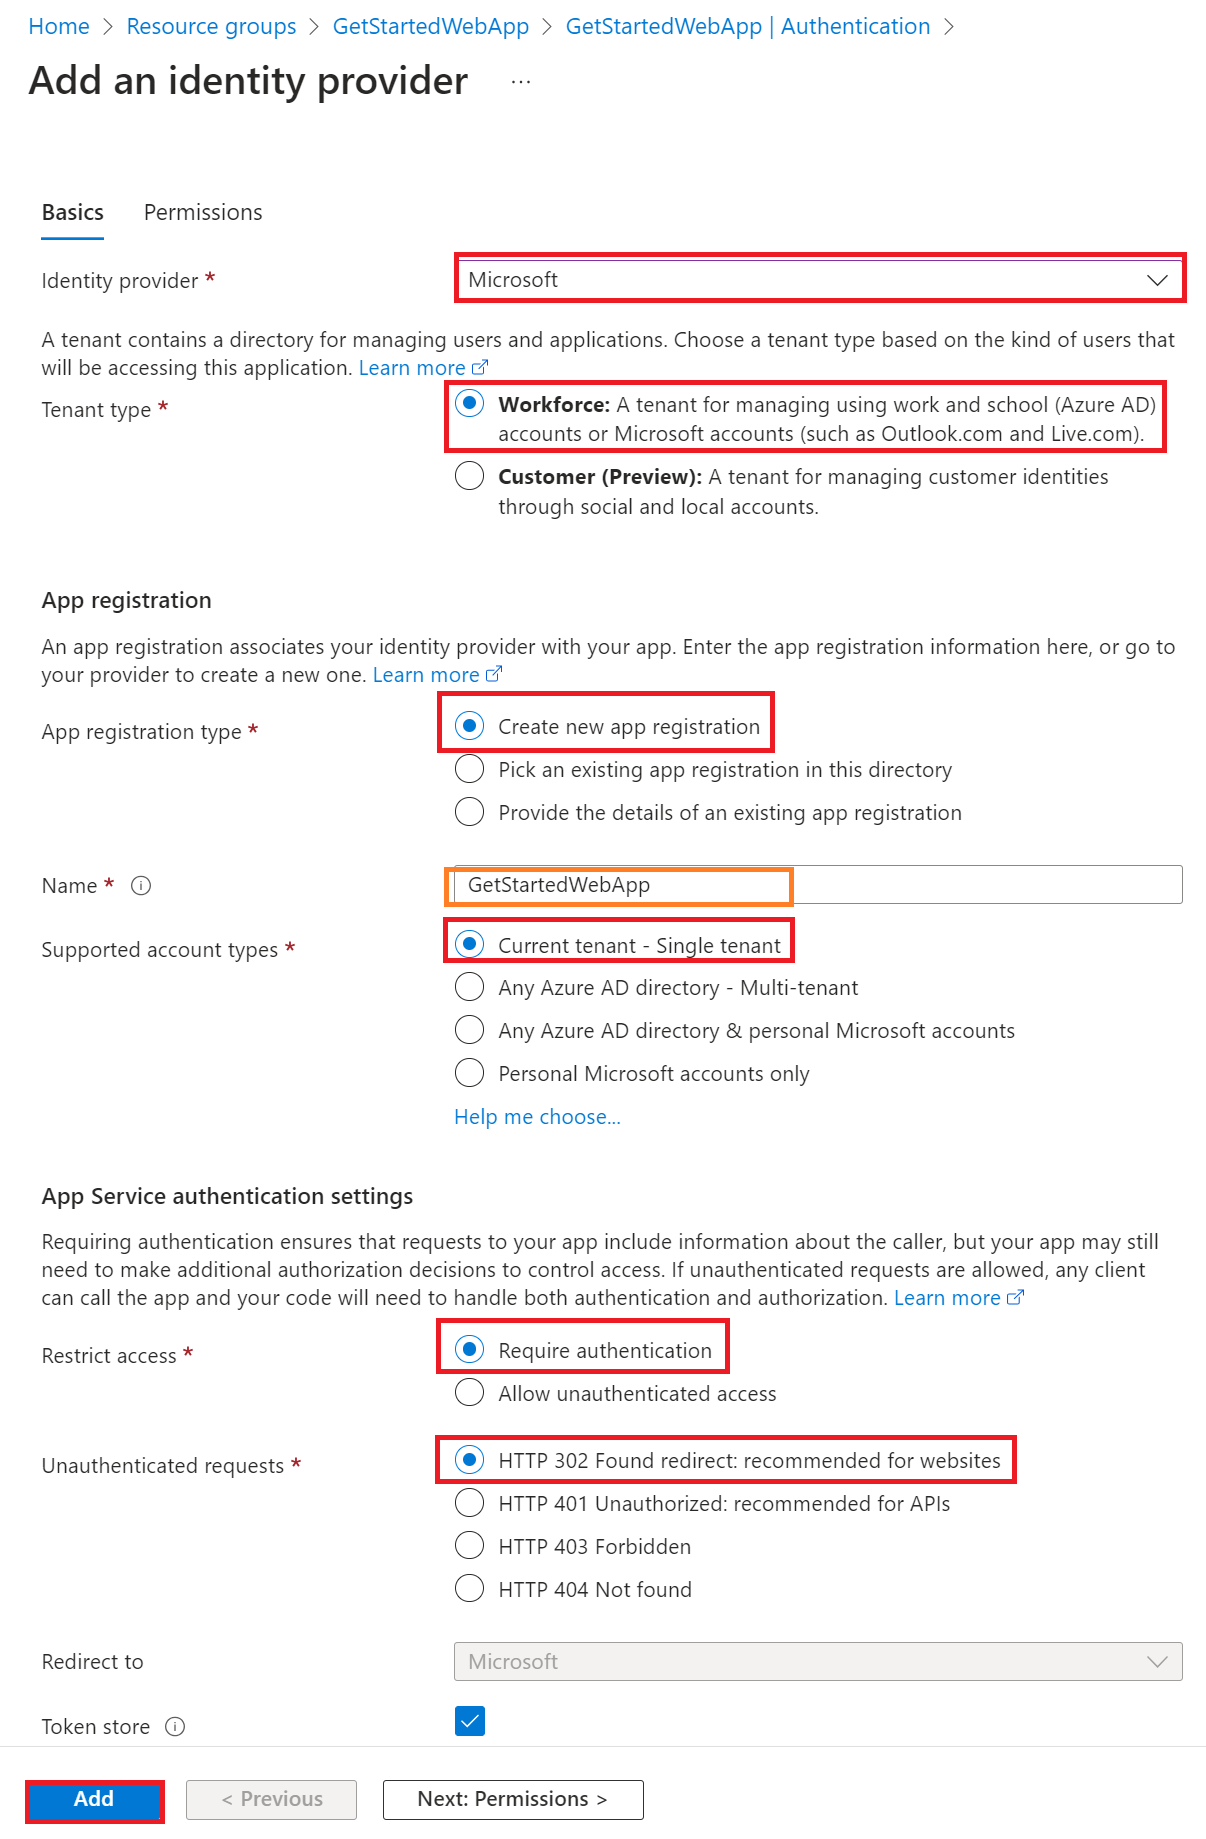 Home > Resource groups > GetStartedWebApp > GetStartedWebApp | Authentication >
Add an identity provider ...
Basics Permissions
Identity provider * Microsoft
A tenant contains a directory for managing users and applications. Choose a tenant type based on the kind of users that
will be accessing this application. Learn more
Tenant type * Workforce: A tenant for managing using work and school (Azure AD)
accounts or Microsoft accounts (such as Outlook.com and Live.com).
Customer (Preview): A tenant for managing customer identities
through social and local accounts.
App registration
An app registration associates your identity provider with your app. Enter the app registration information here, or go to
your provider to create a new one. Learn more
App registration type * Create new app registration
Pick an existing app registration in this directory
Provide the details of an existing app registration
Name * GetStartedWebApp
Supported account types * Current tenant - Single tenant
Any Azure AD directory - Multi-tenant
Any Azure AD directory & personal Microsoft accounts
Personal Microsoft accounts only
Help me choose...
App Service authentication settings
Requiring authentication ensures that requests to your app include information about the caller, but your app may still
need to make additional authorization decisions to control access. If unauthenticated requests are allowed, any client
can call the app and your code will need to handle both authentication and authorization. Learn more
Restrict access * Require authentication
Allow unauthenticated access
Unauthenticated requests * HTTP 302 Found redirect: recommended for websites
HTTP 401 Unauthorized: recommended for APIs
HTTP 403 Forbidden
HTTP 404 Not found
Redirect to Microsoft
Token store
Add < Previous Next: Permissions >